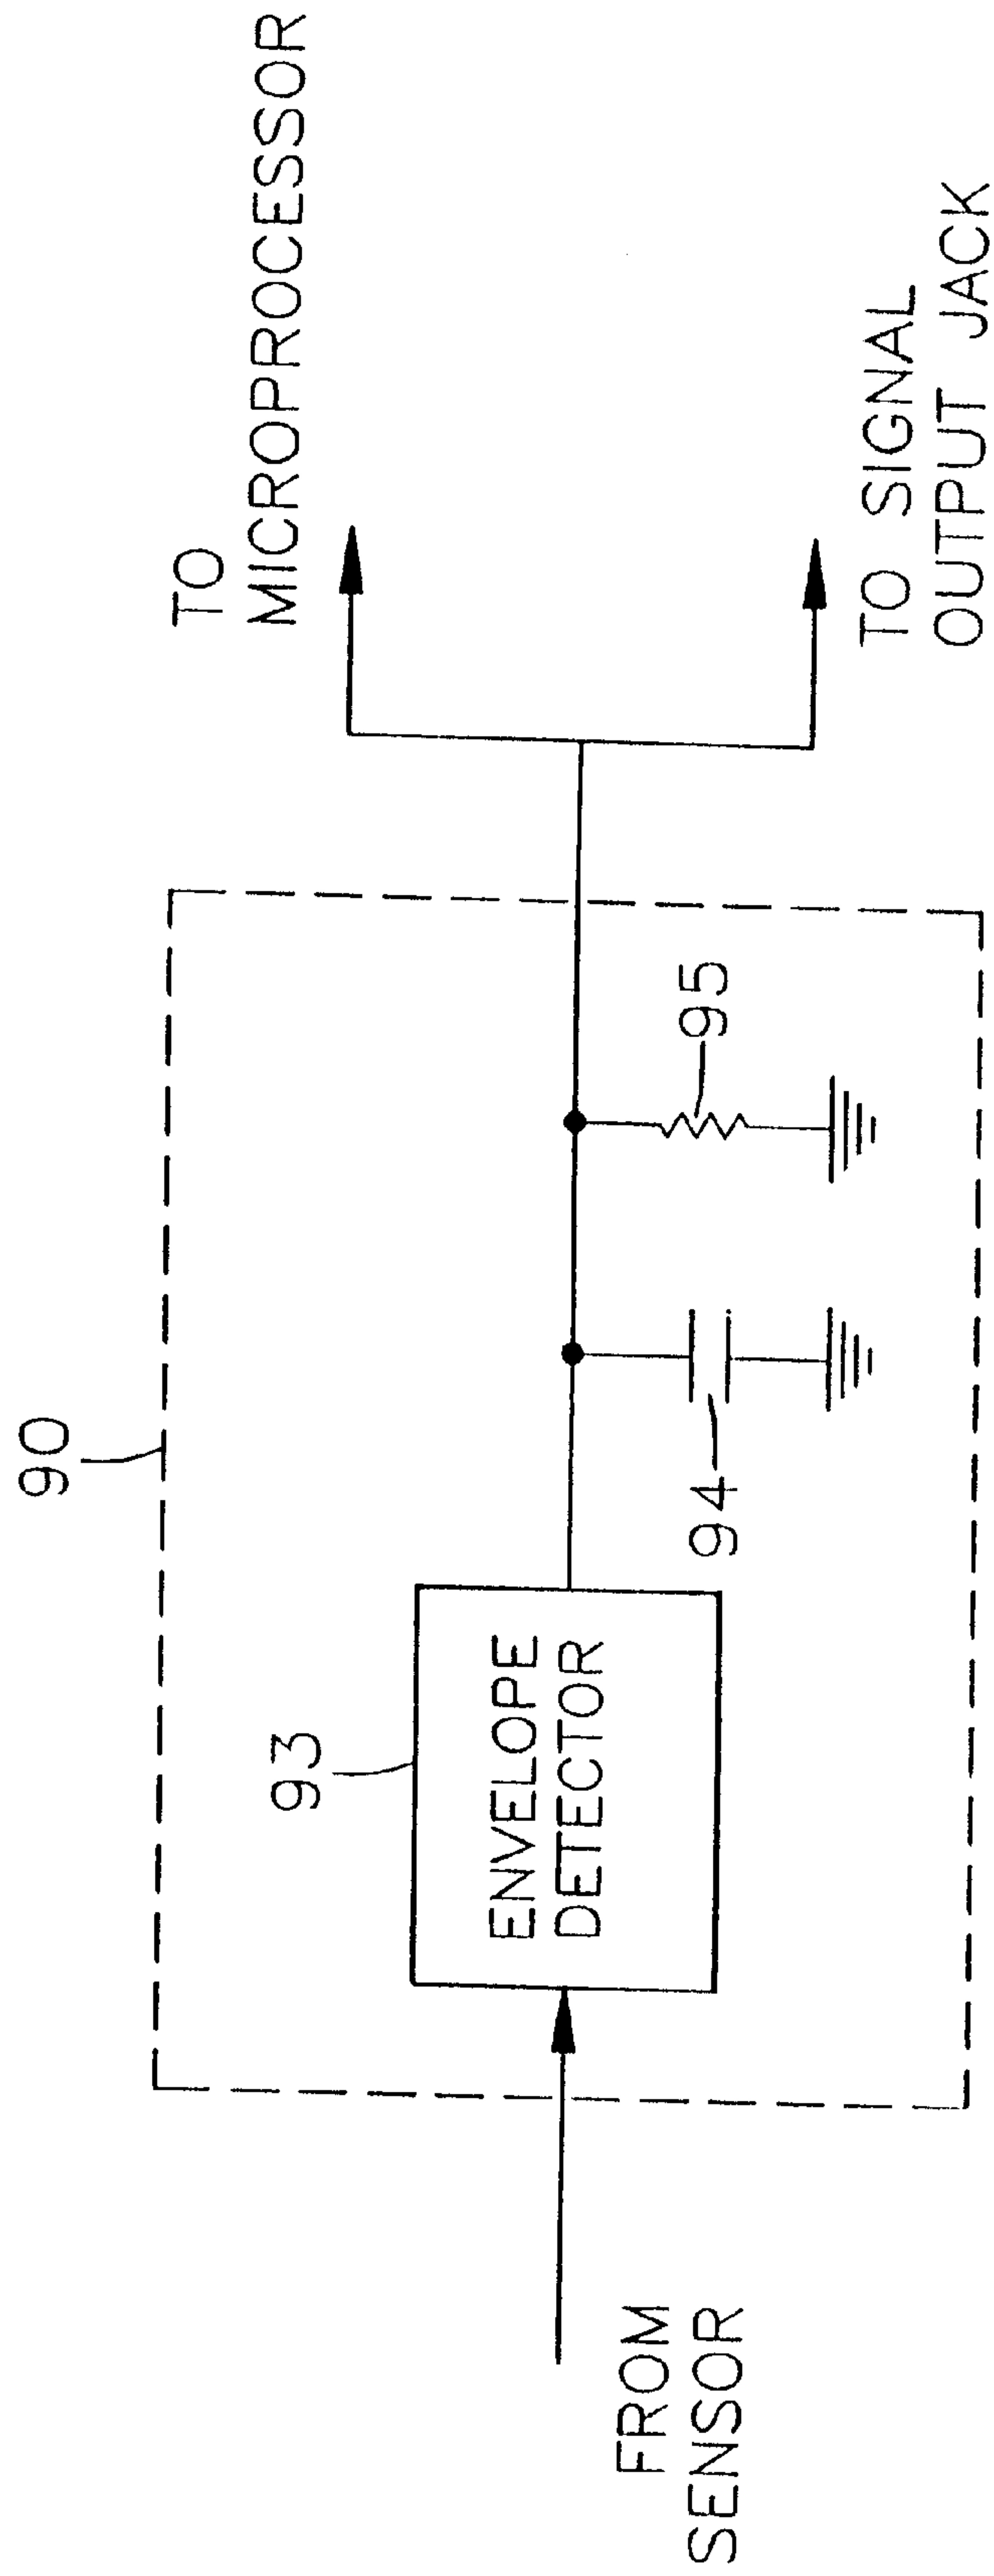 90
TO
MICROPROCESSOR
93
ENVELOPE
DETECTOR
94
95
FROM
SENSOR
TO SIGNAL
OUTPUT JACK